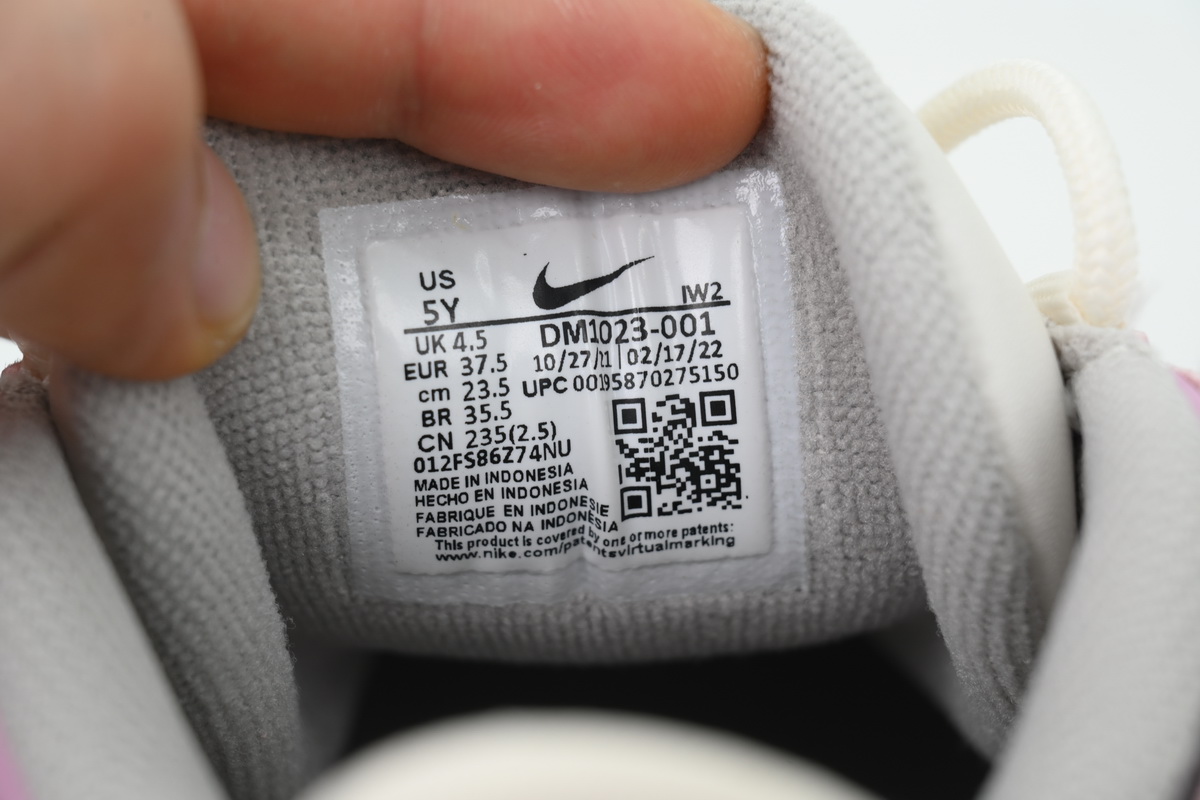 US
5Y
IW2
UK 4.5
DM1023-001
EUR 37.5
10/27/21 | 02/17/22
cm 23.5
UPC 00195870275150
BR 35.5
CN 235(2.5)
012FS86Z74NU
MADE IN INDONESIA
HECHO EN INDONESIA
FABRIQUE EN INDONESIE
FABRICADO NA INDONÉSIA
This product is covered by one or more patents:
www.nike.com/patentsvirtualmarking